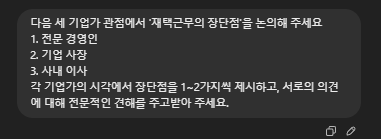 다음 세 기업가 관점에서 '재택근무의 장단점'을 논의해 주세요
1. 전문 경영인
2. 기업 사장
3. 사내 이사
각 기업가의 시각에서 장단점을 1~2가지씩 제시하고, 서로의 의견
에 대해 전문적인 견해를 주고받아 주세요.